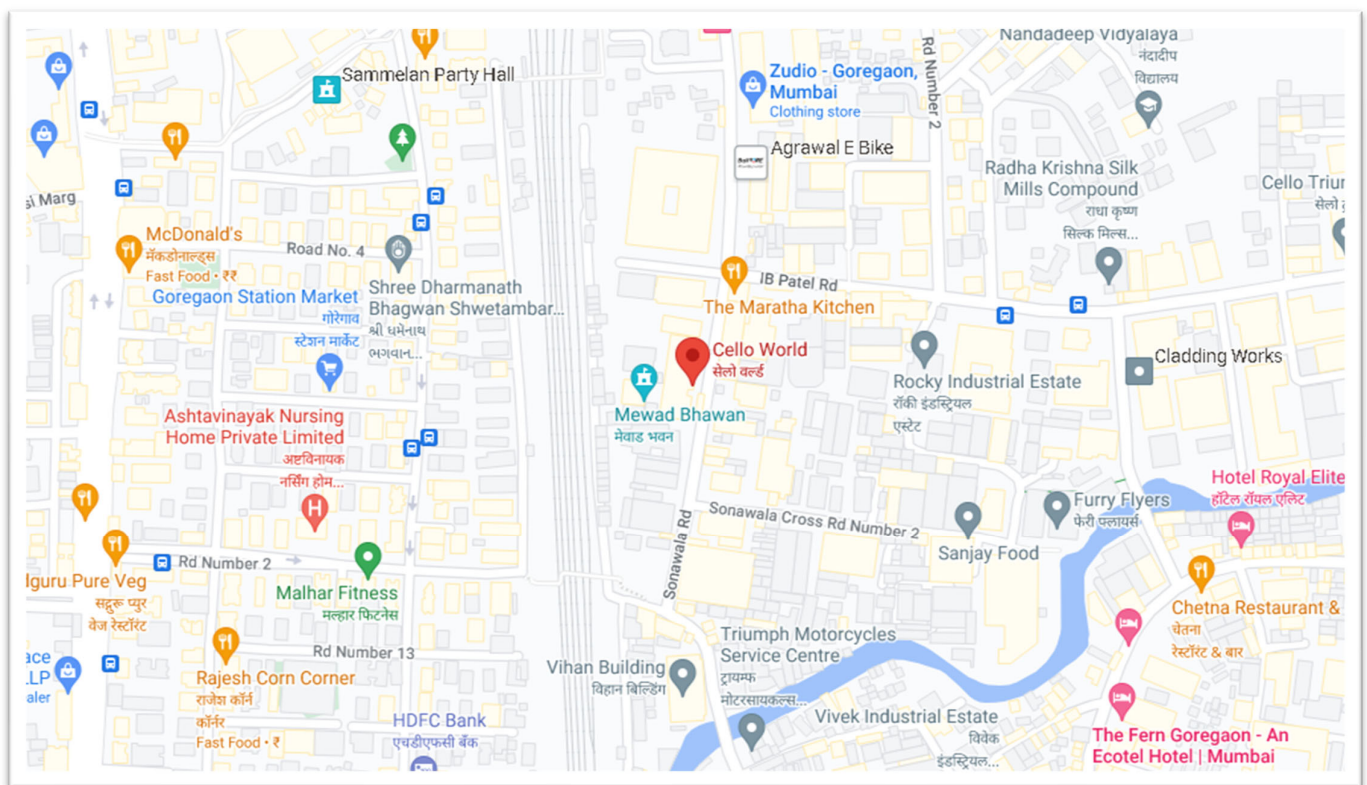 Sammelan Party Hall
Zudio - Goregaon,
Mumbai
Clothing store
Agrawal E Bike
Rd Number 2
Nandadeep Vidyalaya
नंदादीप
विद्यालय
Radha Krishna Silk
Mills Compound
राधा कृष्ण
सिल्क मिल्स...
Cello Triur
सेलो
si Marg
McDonald's
मॅकडोनाल्ड्स
Fast Food • ₹₹
Road No. 4
Goregaon Station Market
गोरेगाव
स्टेशन मार्केट
Shree Dharmanath
Bhagwan Shwetambar...
श्री धर्मनाथ
भगवान...
IB Patel Rd
The Maratha Kitchen
Cello World
सेलो वर्ल्ड
Mewad Bhawan
मेवाड भवन
Rocky Industrial Estate
रॉकी इंडस्ट्रियल
एस्टेट
Cladding Works
Ashtavinayak Nursing
Home Private Limited
अष्टविनायक
नर्सिंग होम...
H
Hotel Royal Elite
हॉटेल रॉयल एलिट
Furry Flyers
फेरी फ्लायर्स
Sonawala Cross Rd Number 2
Sanjay Food
Sonawala Rd
Rd Number 2
lguru Pure Veg
सद्गुरू प्युर
वेज रेस्टॉरंट
Malhar Fitness
मल्हार फिटनेस
Chetna Restaurant &
चेतना
रेस्टॉरंट & बार
Rd Number 13
Triumph Motorcycles
Service Centre
ट्रायम्फ
मोटरसायकल्स...
Vihan Building
विहान बिल्डिंग
ace
LLP
aler
Rajesh Corn Corner
राजेश कॉर्न
कॉर्नर
Fast Food • ₹
HDFC Bank
एचडीएफसी बँक
Vivek Industrial Estate
विवेक
इंडस्ट्रियल...
The Fern Goregaon - An
Ecotel Hotel | Mumbai